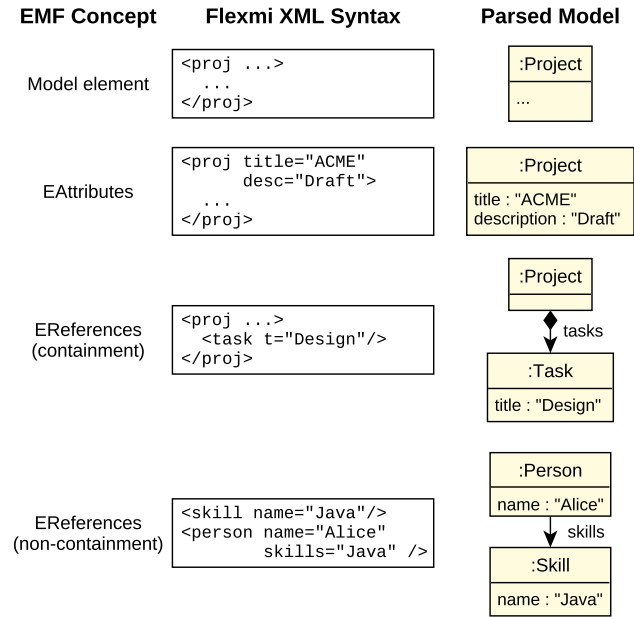 EMF Concept Flexmi XML Syntax Parsed Model
Model element
<proj ...>
...
</proj>
:Project
...
EAttributes
<proj title="ACME"
desc="Draft">
...
</proj>
:Project
title : "ACME"
description : "Draft"
EReferences
(containment)
<proj ...>
<task t="Design"/>
</proj>
:Project
tasks
:Task
title : "Design"
EReferences
(non-containment)
<skill name="Java"/>
<person name="Alice"
skills="Java" />
:Person
name : "Alice"
skills
:Skill
name : "Java"